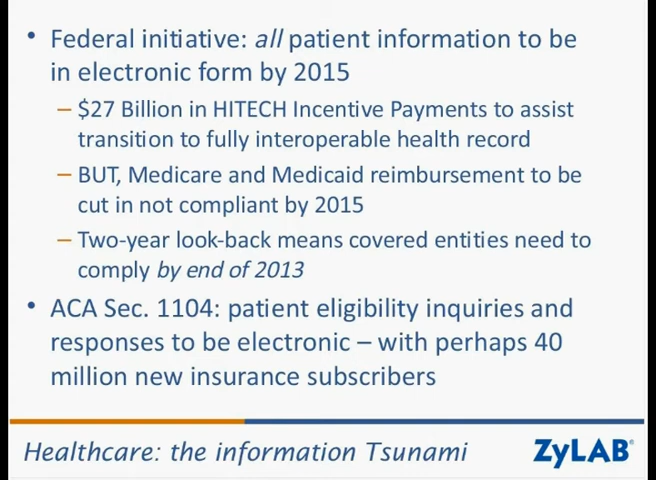 • Federal initiative: all patient information to be
in electronic form by 2015
– $27 Billion in HITECH Incentive Payments to assist
transition to fully interoperable health record
– BUT, Medicare and Medicaid reimbursement to be
cut in not compliant by 2015
– Two-year look-back means covered entities need to
comply by end of 2013
• ACA Sec. 1104: patient eligibility inquiries and
responses to be electronic – with perhaps 40
million new insurance subscribers
Healthcare: the information Tsunami
ZyLAB®